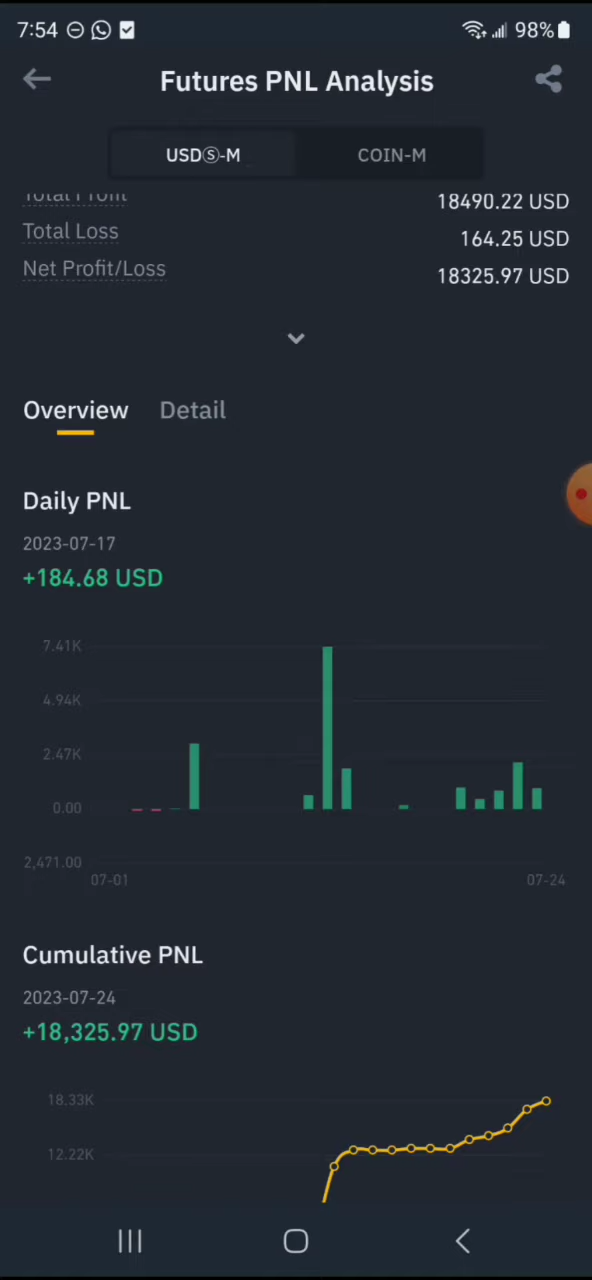 7:54 98%
Futures PNL Analysis
USDⓈ-M COIN-M
Total Profit 18490.22 USD
Total Loss 164.25 USD
Net Profit/Loss 18325.97 USD
Overview Detail
Daily PNL
2023-07-17
+184.68 USD
7.41K
4.94K
2.47K
0.00
2,471.00
07-01 07-24
Cumulative PNL
2023-07-24
+18,325.97 USD
18.33K
12.22K